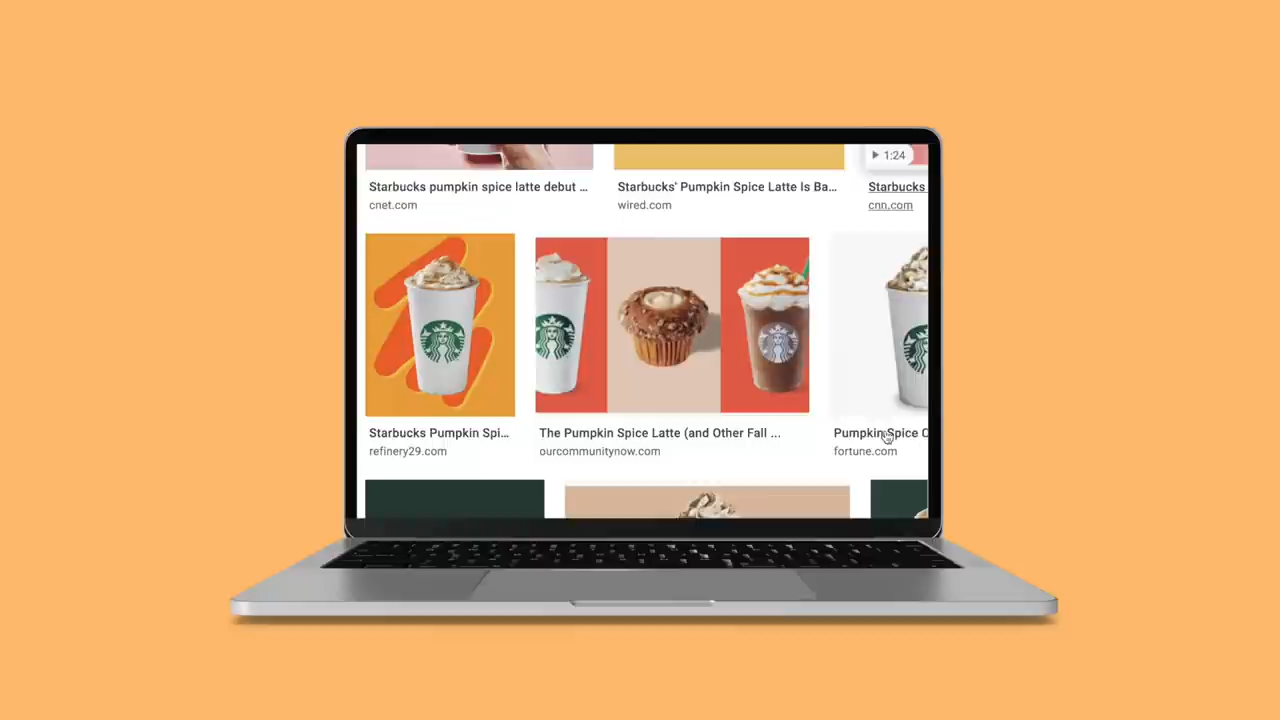 1:24
Starbucks pumpkin spice latte debut ...
Starbucks' Pumpkin Spice Latte Is Ba...
Starbucks
cnet.com
wired.com
cnn.com
Starbucks Pumpkin Spi...
The Pumpkin Spice Latte (and Other Fall ...
Pumpkin Spice
refinery29.com
ourcommunitynow.com
fortune.com